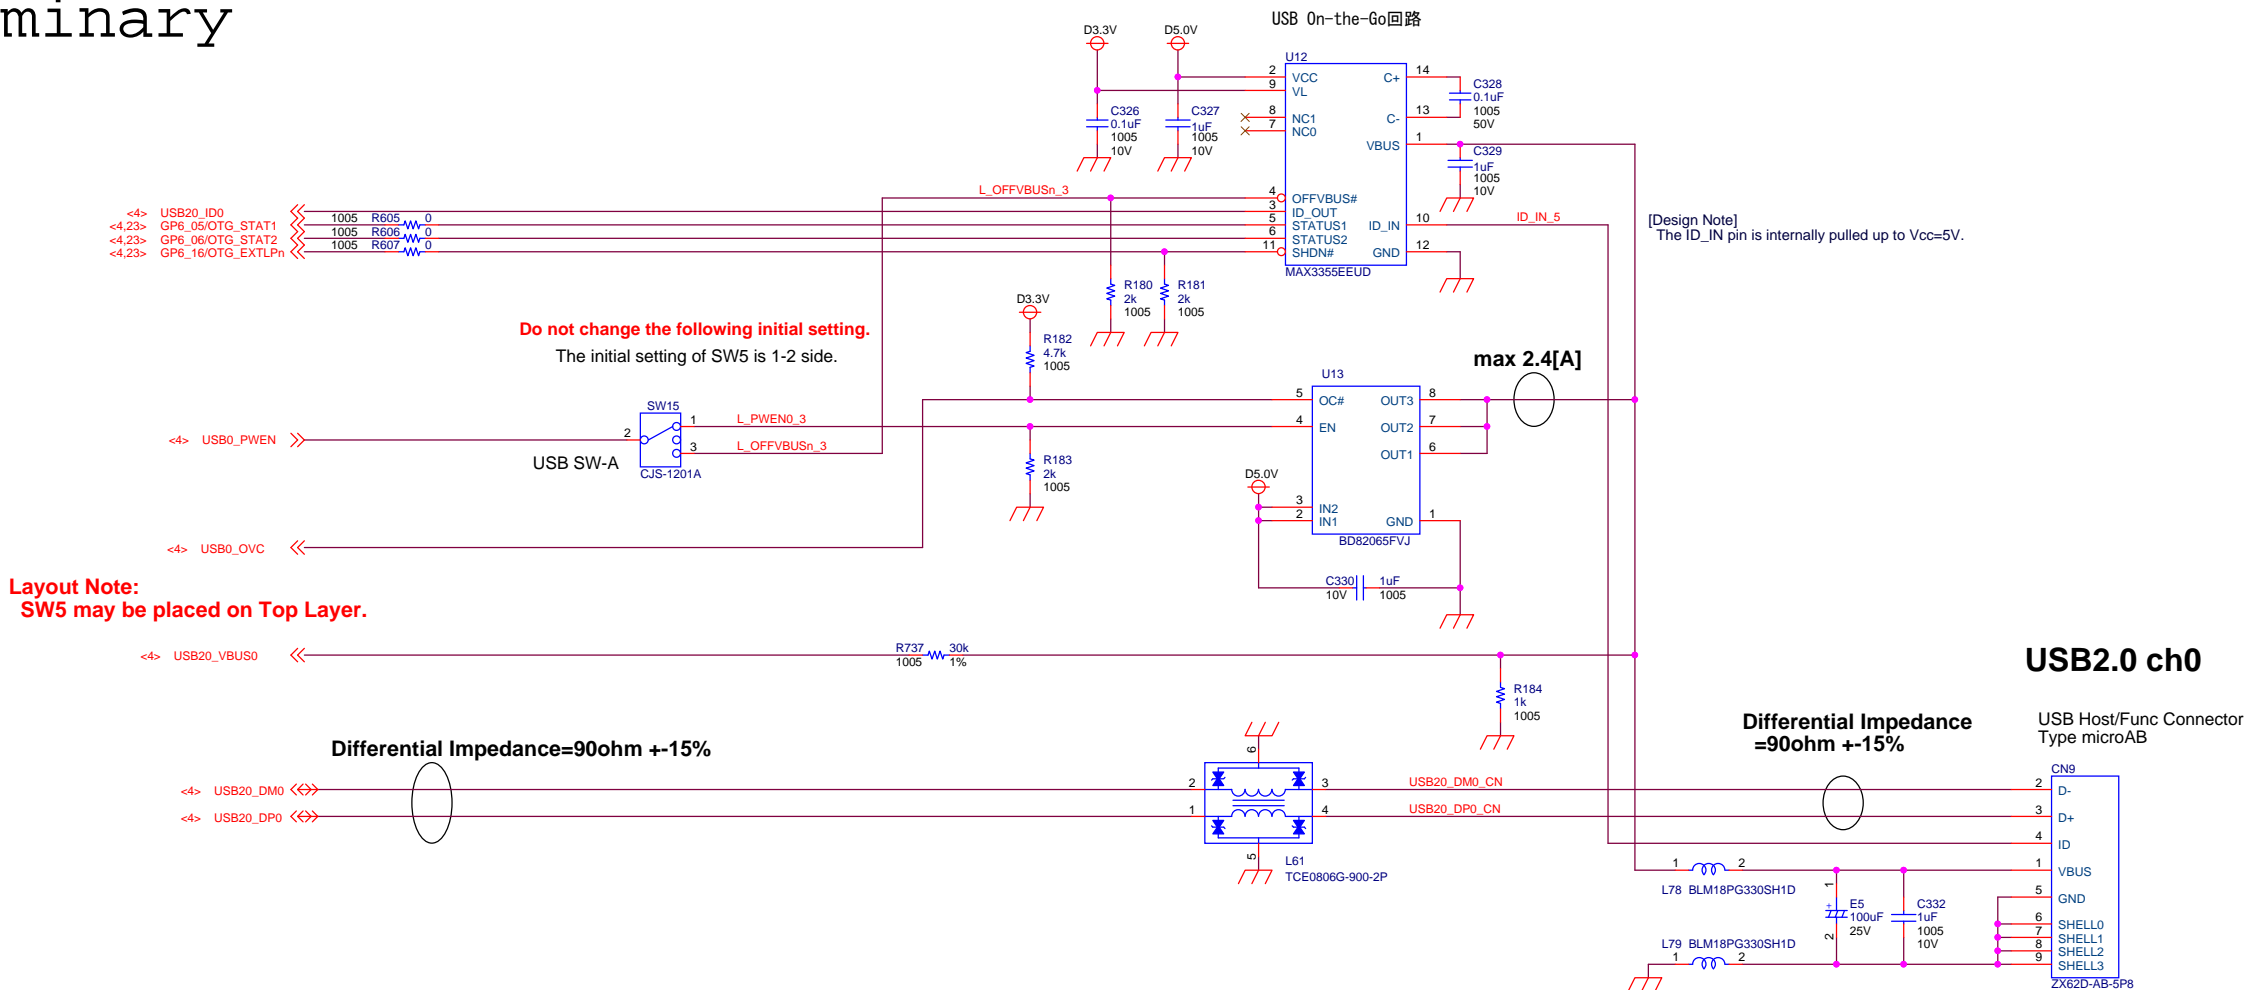 minary
USB On-the-Go回路
D3.3V
D5.0V
U12
2
VCC
9
VL
8
NC1
7
NC0
4
OFFVBUS#
3
ID_OUT
5
STATUS1
6
STATUS2
11
SHDN#
C+
14
C-
13
VBUS
1
ID_IN
10
GND
12
MAX3355EEUD
C326
0.1uF
1005
10V
C327
1uF
1005
10V
C328
0.1uF
1005
50V
C329
1uF
1005
10V
L_OFFVBUSn_3
ID_IN_5
[Design Note]
The ID_IN pin is internally pulled up to Vcc=5V.
<4> USB20_ID0
<4,23> GP6_05/OTG_STAT1
1005 R605 0
<4,23> GP6_06/OTG_STAT2
1005 R606 0
<4,23> GP6_16/OTG_EXTLPn
1005 R607 0
R180
2k
1005
R181
2k
1005
D3.3V
R182
4.7k
1005
Do not change the following initial setting.
The initial setting of SW5 is 1-2 side.
max 2.4[A]
U13
5
OC#
4
EN
3
IN2
2
IN1
OUT3
8
OUT2
7
OUT1
6
GND
1
BD82065FVJ
SW15
1
2
3
CJS-1201A
USB SW-A
L_PWEN0_3
L_OFFVBUSn_3
<4> USB0_PWEN
R183
2k
1005
D5.0V
<4> USB0_OVC
C330
10V
1uF
1005
Layout Note:
SW5 may be placed on Top Layer.
<4> USB20_VBUS0
R737 30k
1005 1%
R184
1k
1005
USB2.0 ch0
USB Host/Func Connector
Type microAB
Differential Impedance=90ohm +-15%
Differential Impedance
=90ohm +-15%
<4> USB20_DM0
<4> USB20_DP0
6
2
3
1
4
5
L61
TCE0806G-900-2P
USB20_DM0_CN
USB20_DP0_CN
CN9
2
D-
3
D+
4
ID
1
VBUS
5
GND
6
SHELL0
7
SHELL1
8
SHELL2
9
SHELL3
ZX62D-AB-5P8
1 2
L78 BLM18PG330SH1D
1
+
2
E5
100uF
25V
C332
1uF
1005
10V
L79 BLM18PG330SH1D
1 2